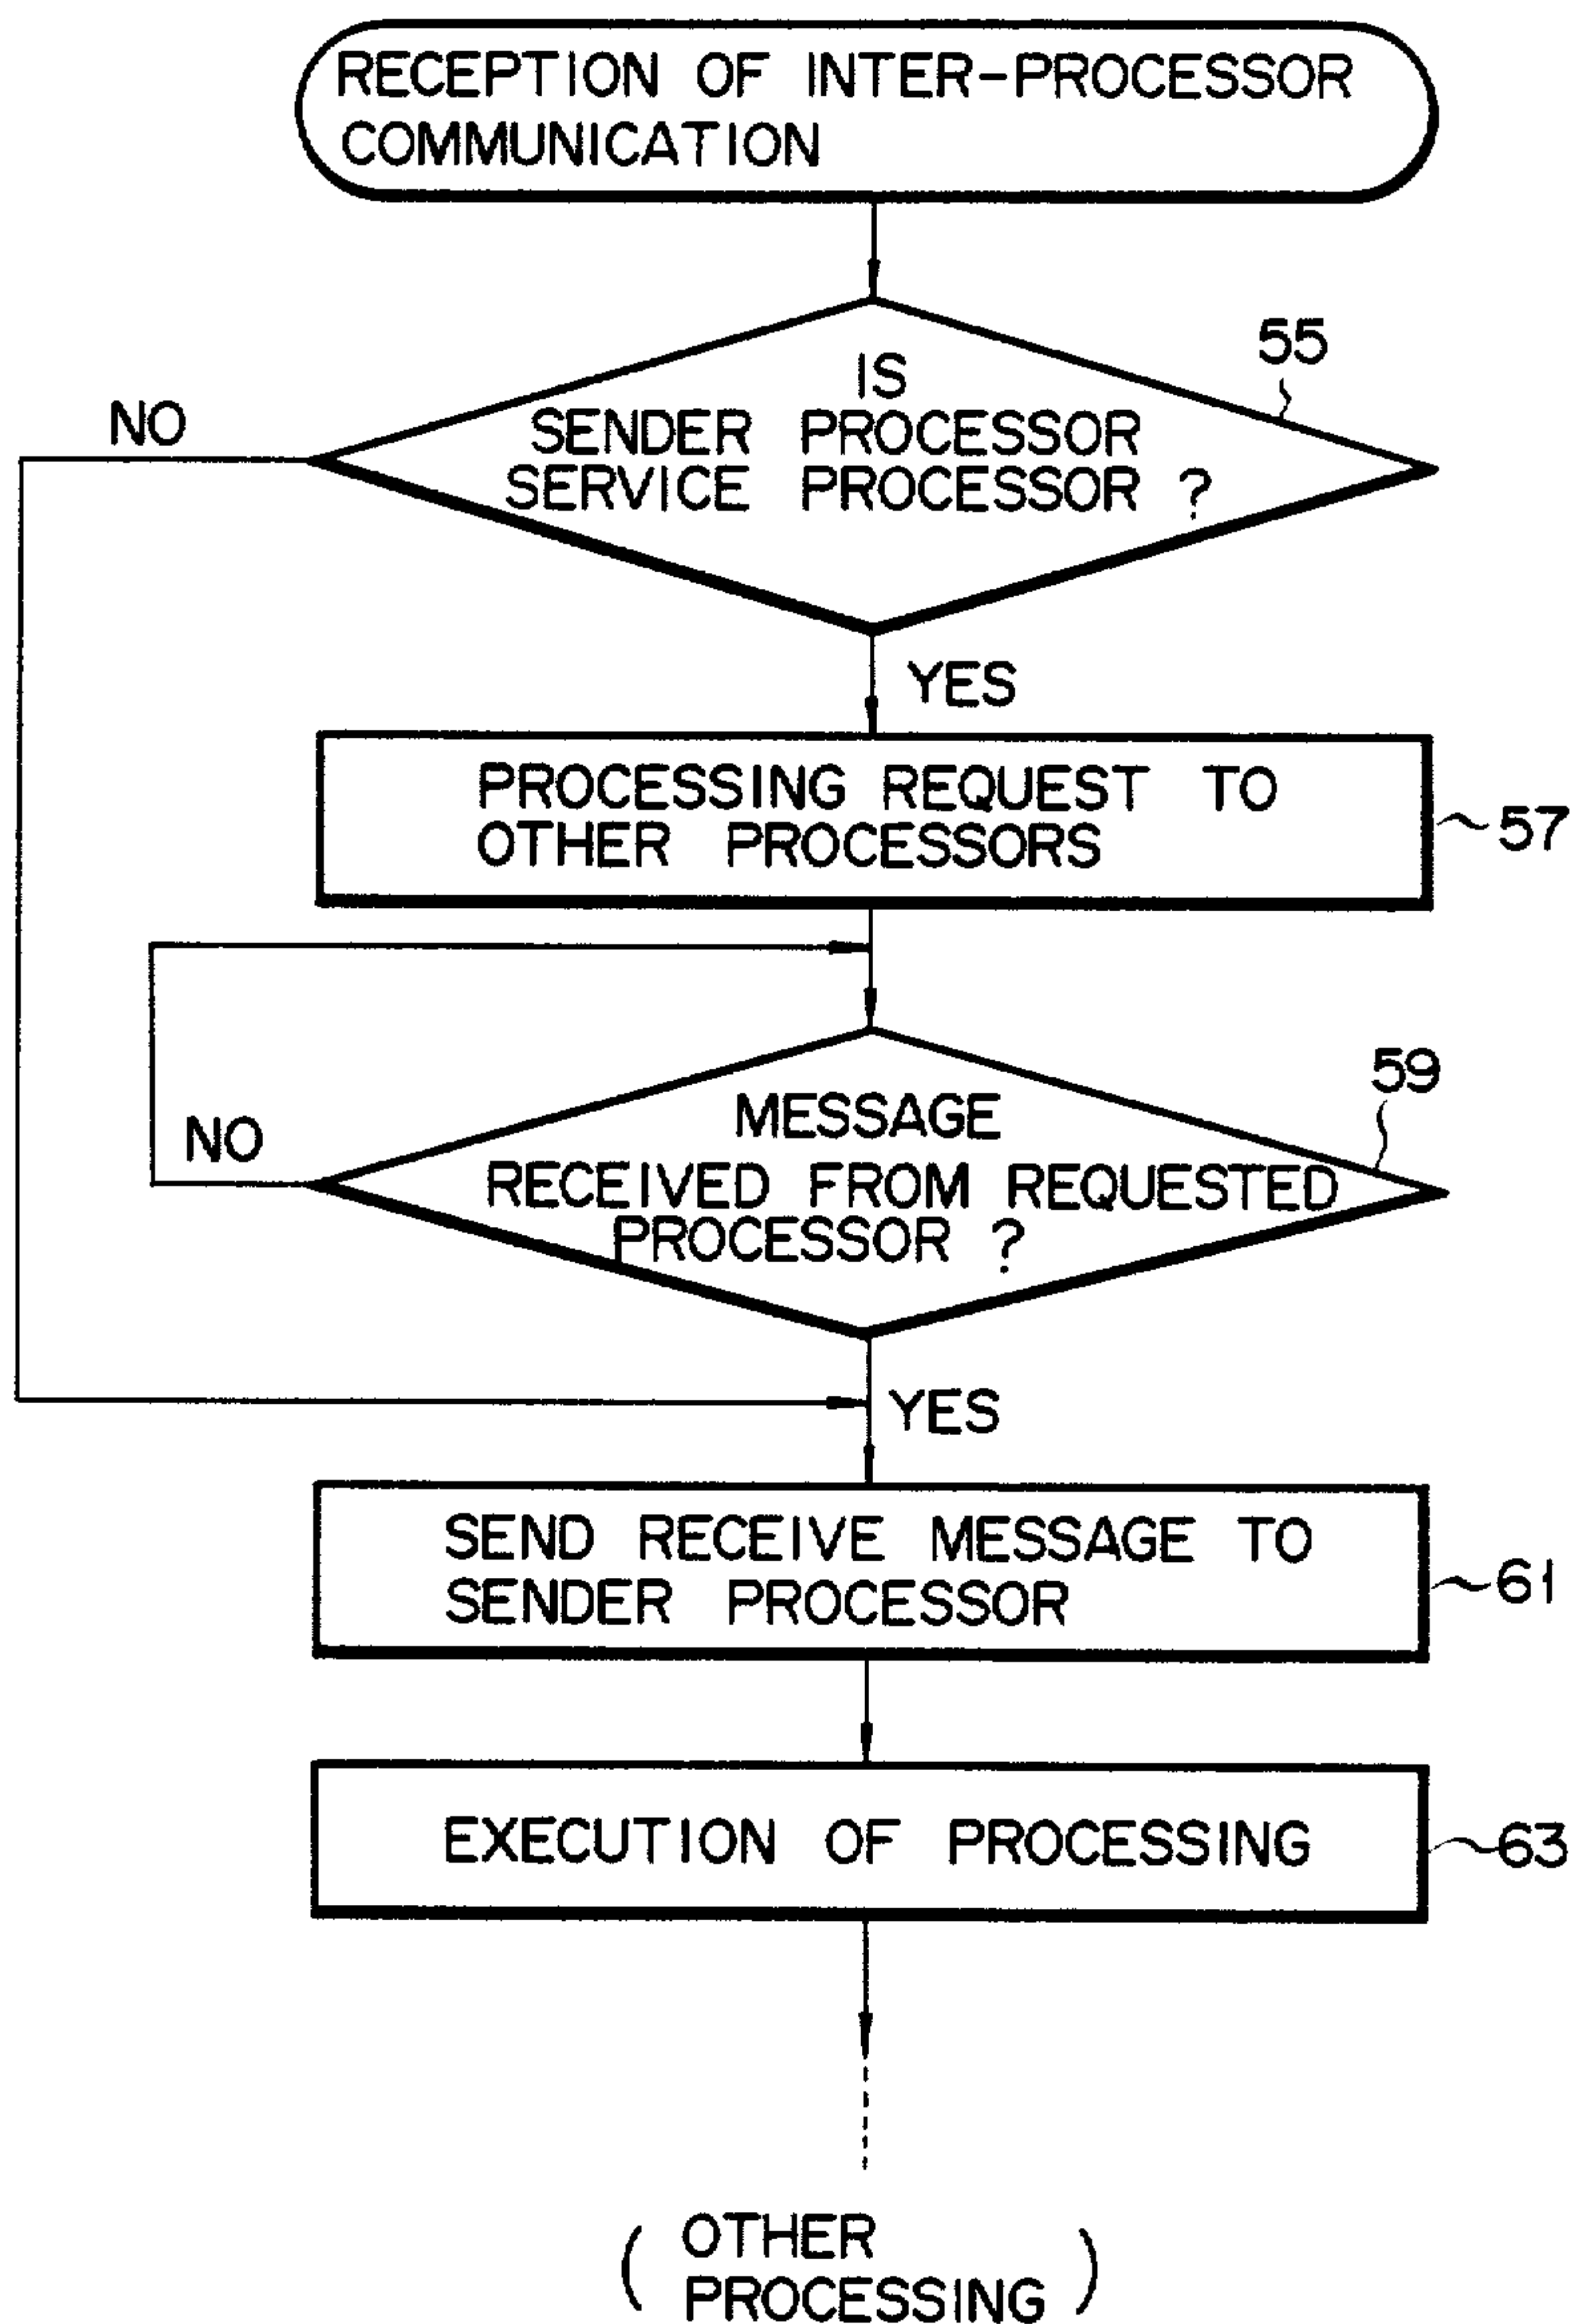 RECEPTION OF INTER-PROCESSOR
COMMUNICATION
55
IS
SENDER PROCESSOR
SERVICE PROCESSOR ?
NO
YES
PROCESSING REQUEST TO
OTHER PROCESSORS
57
59
MESSAGE
RECEIVED FROM REQUESTED
PROCESSOR ?
NO
YES
SEND RECEIVE MESSAGE TO
SENDER PROCESSOR
61
EXECUTION OF PROCESSING
63
( OTHER
PROCESSING )